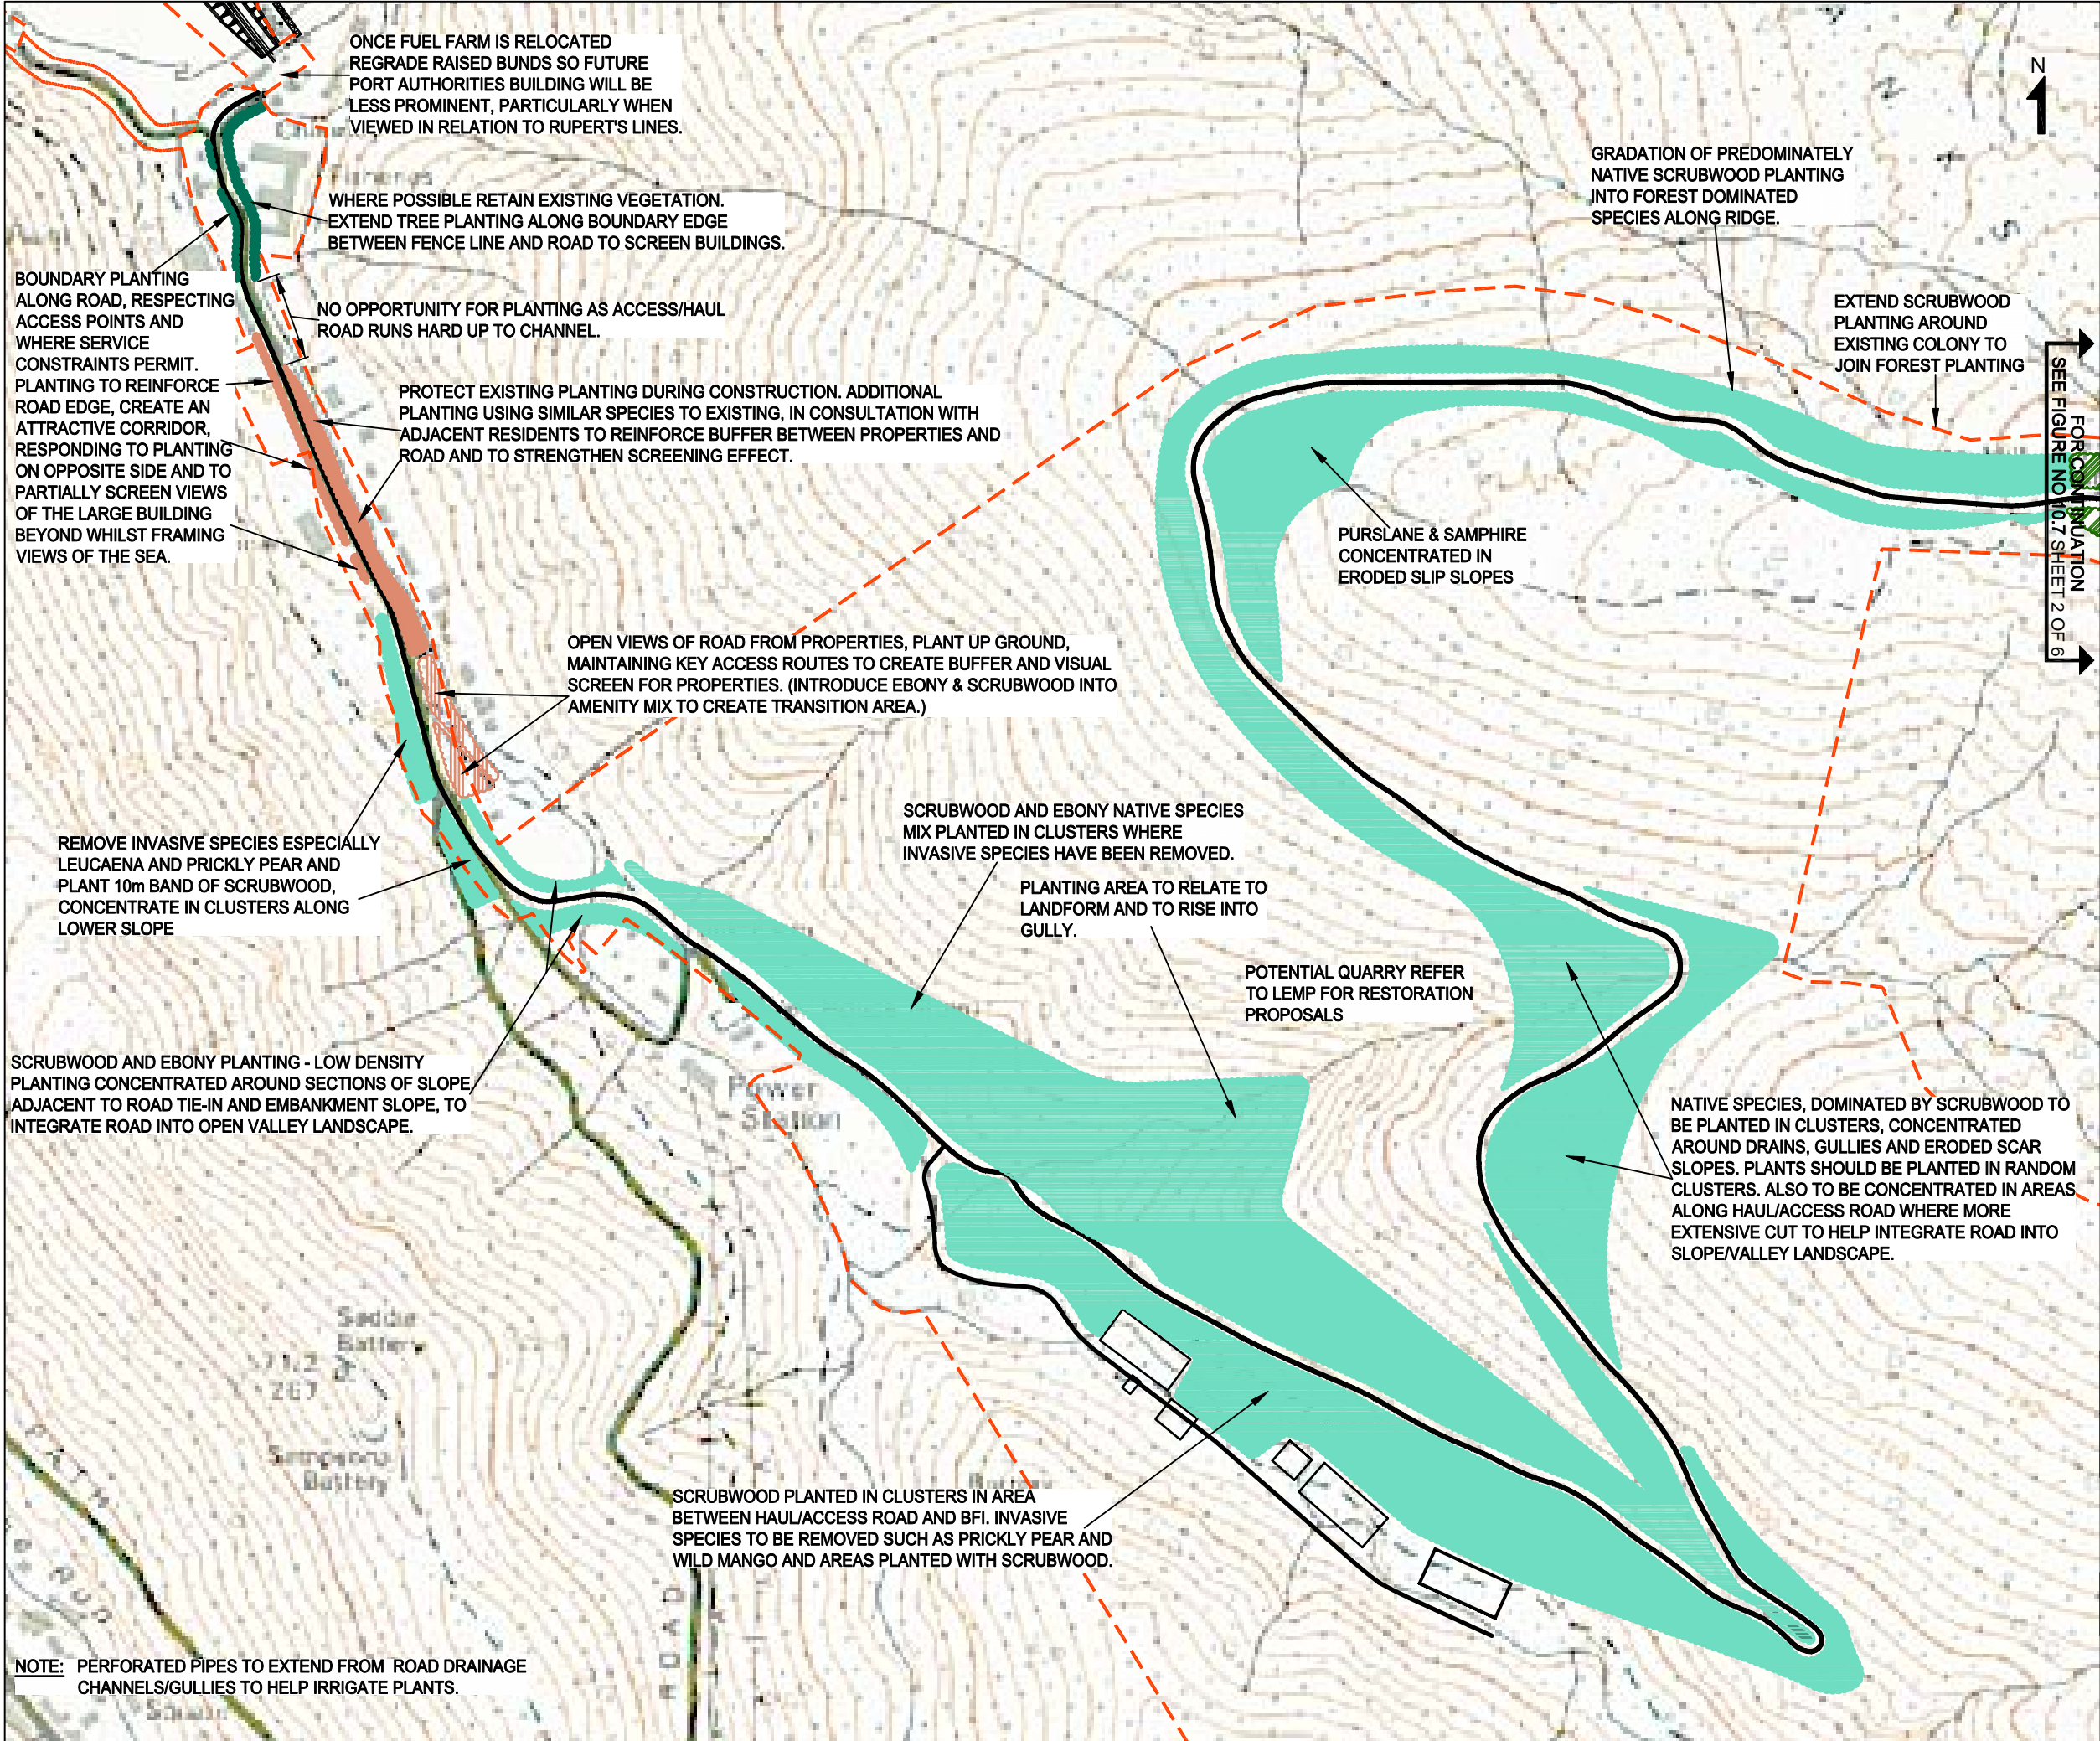 ONCE FUEL FARM IS RELOCATED
REGRADE RAISED BUNDS SO FUTURE
PORT AUTHORITIES BUILDING WILL BE
LESS PROMINENT, PARTICULARLY WHEN
VIEWED IN RELATION TO RUPERT'S LINES.
N
GRADATION OF PREDOMINATELY
NATIVE SCRUBWOOD PLANTING
INTO FOREST DOMINATED
SPECIES ALONG RIDGE.
WHERE POSSIBLE RETAIN EXISTING VEGETATION.
EXTEND TREE PLANTING ALONG BOUNDARY EDGE
BETWEEN FENCE LINE AND ROAD TO SCREEN BUILDINGS.
BOUNDARY PLANTING
ALONG ROAD, RESPECTING
ACCESS POINTS AND
WHERE SERVICE
CONSTRAINTS PERMIT.
PLANTING TO REINFORCE
ROAD EDGE, CREATE AN
ATTRACTIVE CORRIDOR,
RESPONDING TO PLANTING
ON OPPOSITE SIDE AND TO
PARTIALLY SCREEN VIEWS
OF THE LARGE BUILDING
BEYOND WHILST FRAMING
VIEWS OF THE SEA.
NO OPPORTUNITY FOR PLANTING AS ACCESS/HAUL
ROAD RUNS HARD UP TO CHANNEL.
EXTEND SCRUBWOOD
PLANTING AROUND
EXISTING COLONY TO
JOIN FOREST PLANTING
FOR CONTINUATION
SEE FIGURE NO 10.7 SHEET 2 OF 6
PROTECT EXISTING PLANTING DURING CONSTRUCTION. ADDITIONAL
PLANTING USING SIMILAR SPECIES TO EXISTING, IN CONSULTATION WITH
ADJACENT RESIDENTS TO REINFORCE BUFFER BETWEEN PROPERTIES AND
ROAD AND TO STRENGTHEN SCREENING EFFECT.
PURSLANE & SAMPHIRE
CONCENTRATED IN
ERODED SLIP SLOPES
OPEN VIEWS OF ROAD FROM PROPERTIES, PLANT UP GROUND,
MAINTAINING KEY ACCESS ROUTES TO CREATE BUFFER AND VISUAL
SCREEN FOR PROPERTIES. (INTRODUCE EBONY & SCRUBWOOD INTO
AMENITY MIX TO CREATE TRANSITION AREA.)
REMOVE INVASIVE SPECIES ESPECIALLY
LEUCAENA AND PRICKLY PEAR AND
PLANT 10m BAND OF SCRUBWOOD,
CONCENTRATE IN CLUSTERS ALONG
LOWER SLOPE
SCRUBWOOD AND EBONY NATIVE SPECIES
MIX PLANTED IN CLUSTERS WHERE
INVASIVE SPECIES HAVE BEEN REMOVED.
PLANTING AREA TO RELATE TO
LANDFORM AND TO RISE INTO
GULLY.
POTENTIAL QUARRY REFER
TO LEMP FOR RESTORATION
PROPOSALS
SCRUBWOOD AND EBONY PLANTING - LOW DENSITY
PLANTING CONCENTRATED AROUND SECTIONS OF SLOPE
ADJACENT TO ROAD TIE-IN AND EMBANKMENT SLOPE, TO
INTEGRATE ROAD INTO OPEN VALLEY LANDSCAPE.
Power
Station
NATIVE SPECIES, DOMINATED BY SCRUBWOOD TO
BE PLANTED IN CLUSTERS, CONCENTRATED
AROUND DRAINS, GULLIES AND ERODED SCAR
SLOPES. PLANTS SHOULD BE PLANTED IN RANDOM
CLUSTERS. ALSO TO BE CONCENTRATED IN AREAS
ALONG HAUL/ACCESS ROAD WHERE MORE
EXTENSIVE CUT TO HELP INTEGRATE ROAD INTO
SLOPE/VALLEY LANDSCAPE.
Saddle
Battery
Battery
PATH
SCRUBWOOD PLANTED IN CLUSTERS IN AREA
BETWEEN HAUL/ACCESS ROAD AND BFI. INVASIVE
SPECIES TO BE REMOVED SUCH AS PRICKLY PEAR AND
WILD MANGO AND AREAS PLANTED WITH SCRUBWOOD.
ROAD
RUN
NOTE: PERFORATED PIPES TO EXTEND FROM ROAD DRAINAGE
CHANNELS/GULLIES TO HELP IRRIGATE PLANTS.